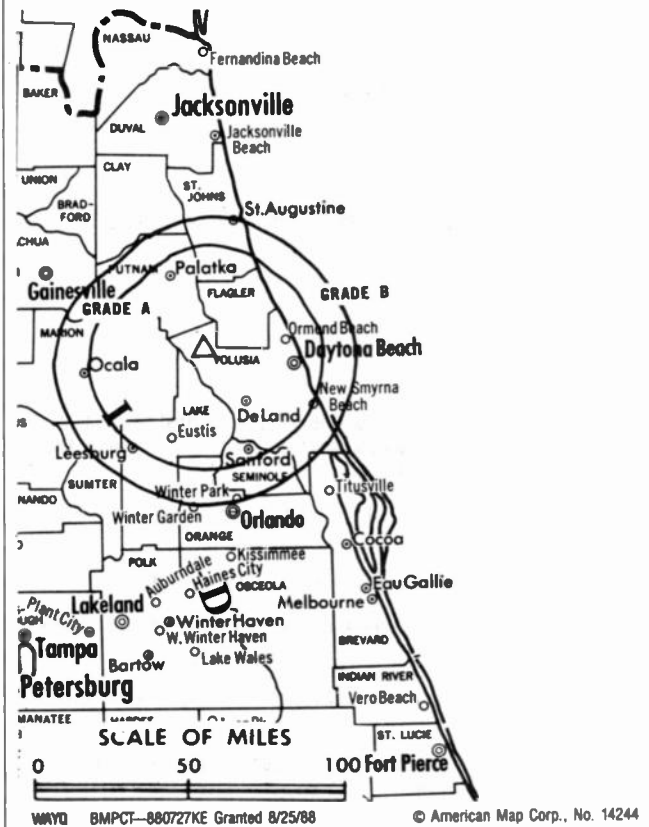 N
NASSAU
Fernandina Beach
BAKER
Jacksonville
DUVAL
Jacksonville
Beach
CLAY
UNION
ST.
JOHNS
BRAD-
FORD
St. Augustine
CHUA
PUTNAM
Palatka
Gainesville
FLAGLER
GRADE B
GRADE A
MARION
Ormond Beach
Daytona Beach
VOLUSIA
Ocala
New Smyrna
Beach
LAKE
DeLand
Eustis
Leesburg
Sanford
SEMINOLE
SUMTER
Winter Park
Titusville
NANDO
Winter Garden
Orlando
ORANGE
Cocoa
POLK
Kissimmee
Auburndale
Haines City
OSCEOLA
Eau Gallie
Melbourne
Lakeland
Plant City
Winter Haven
W. Winter Haven
Tampa
Bartow
Lake Wales
BREVARD
Petersburg
INDIAN RIVER
Vero Beach
MANATEE
SCALE OF MILES
ST. LUCIE
0 50 100
Fort Pierce
WAYQ BMPCT—880727KE Granted 8/25/88
© American Map Corp., No. 14244